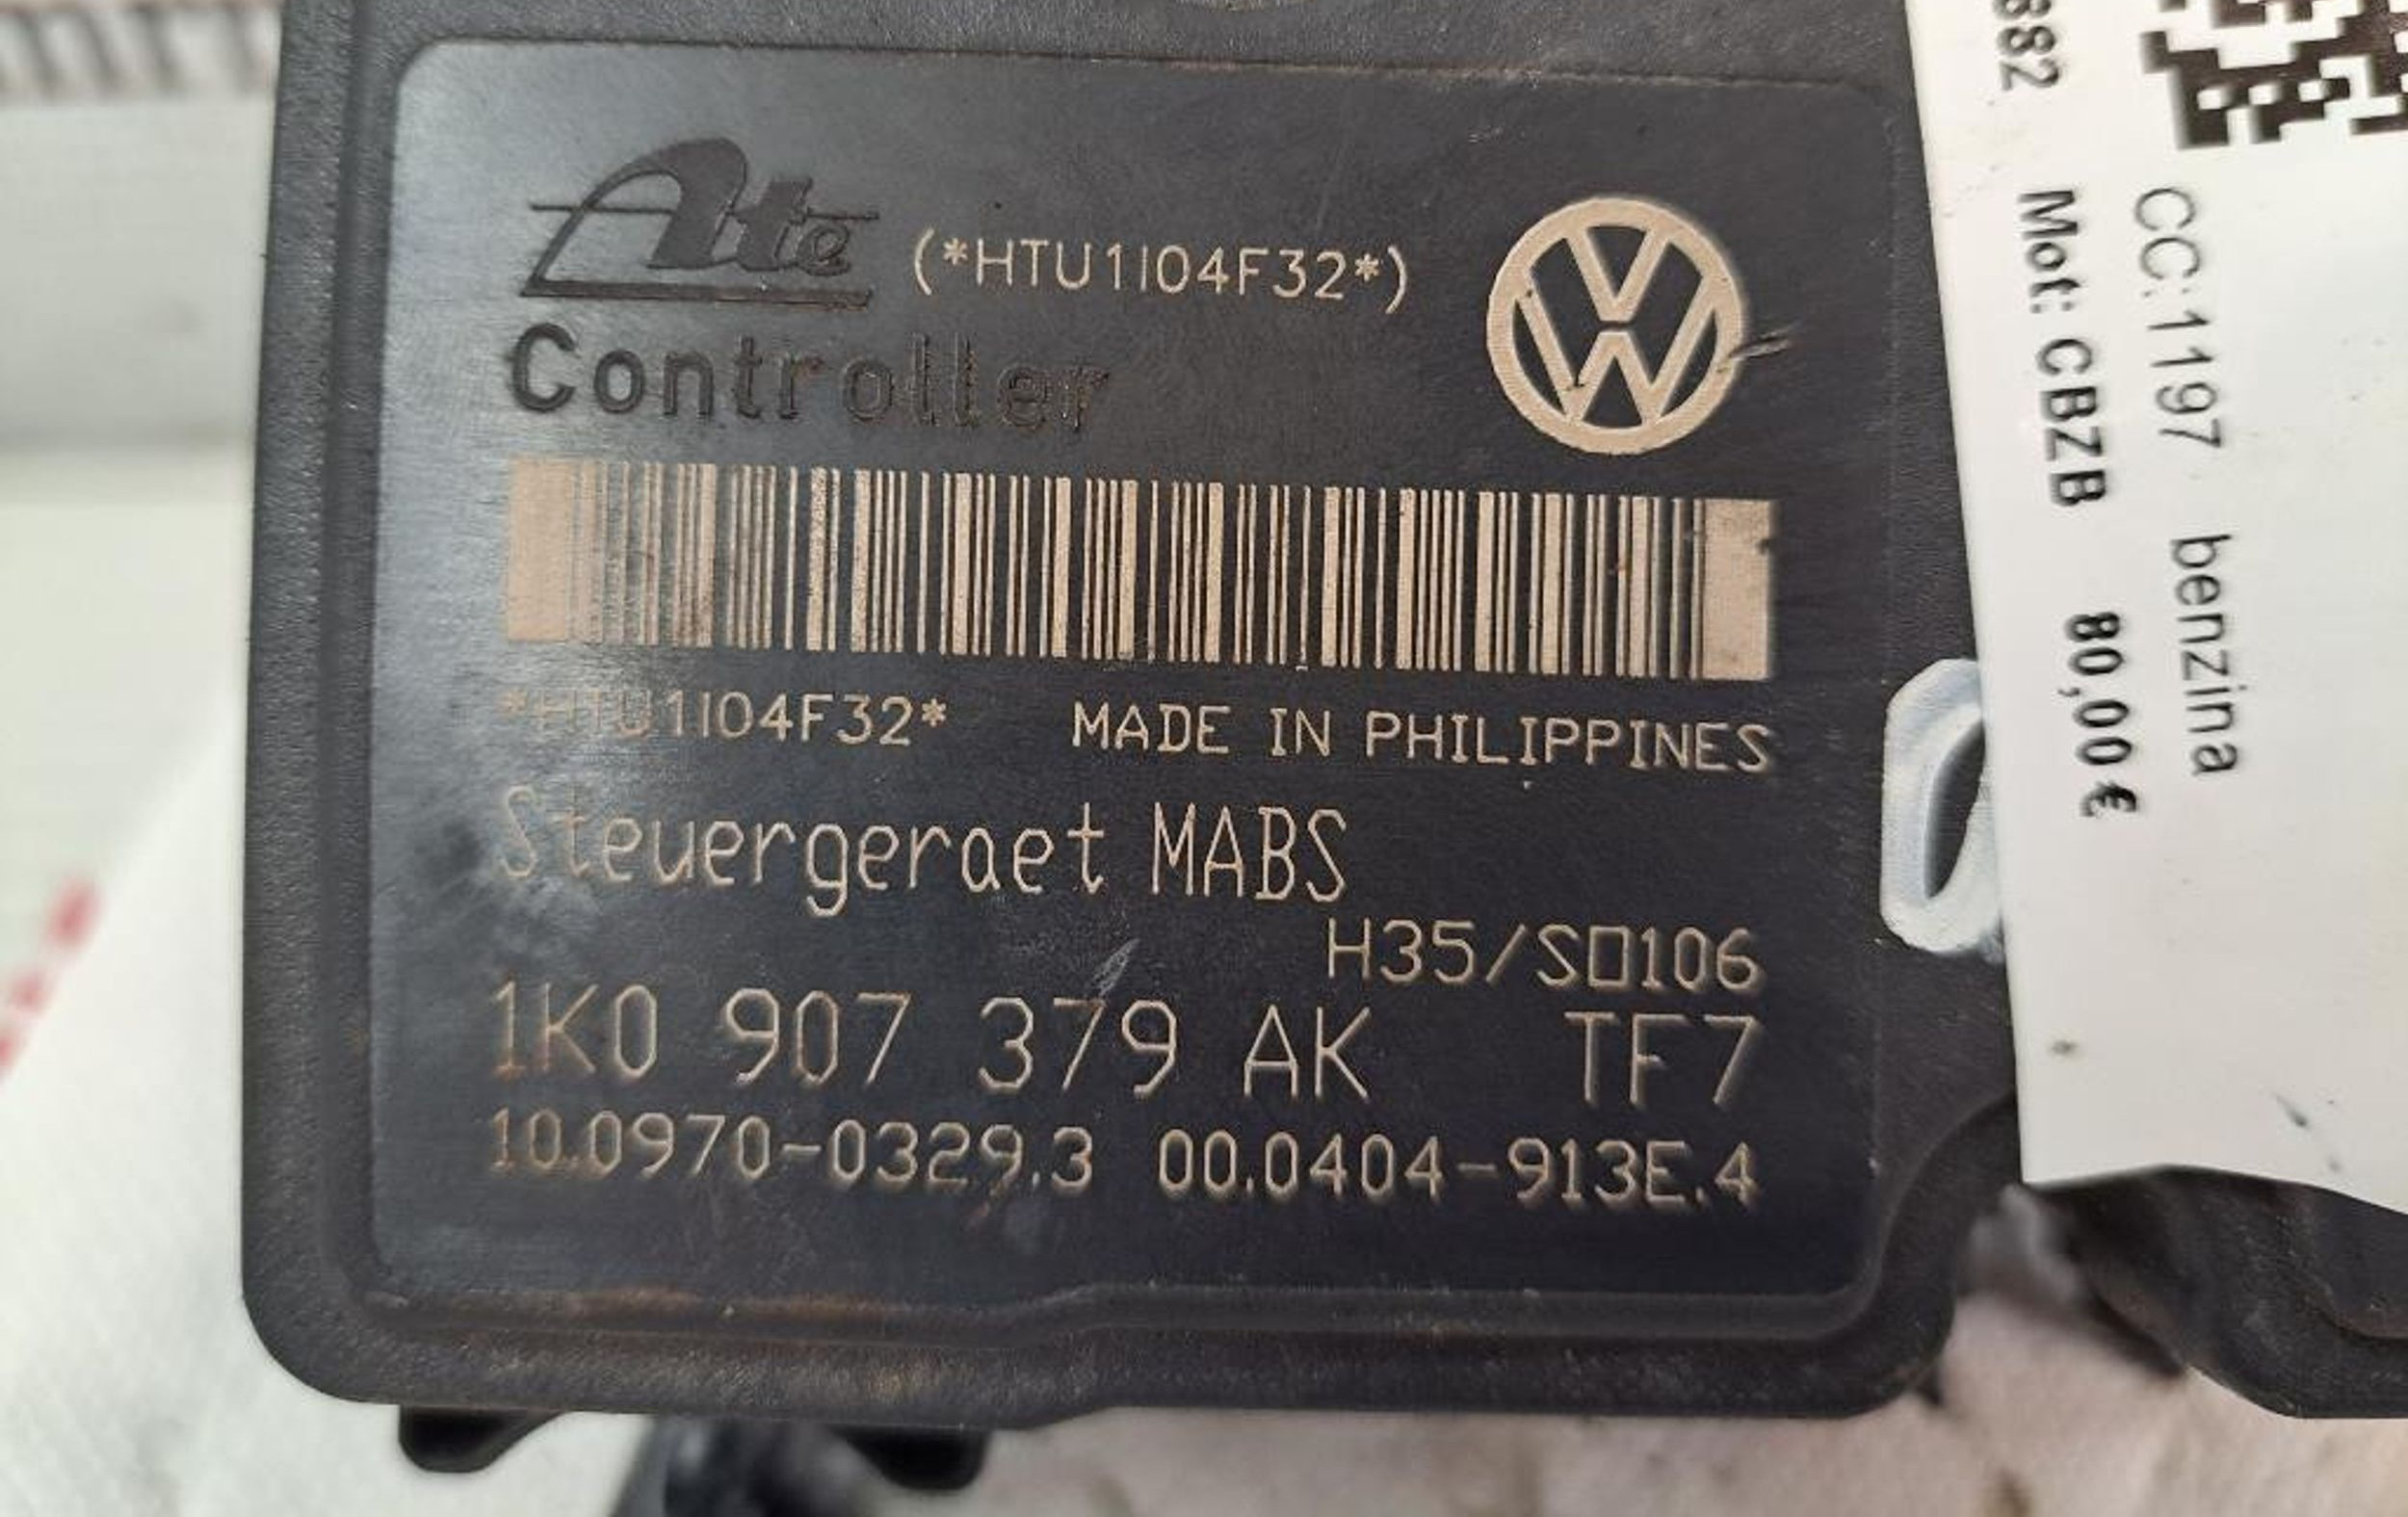 Ate (*HTU1I04F32*)
Controller
*HTU1I04F32* MADE IN PHILIPPINES
Steuergeraet MABS
H35/S□106
1K0 907 379 AK TF7
10.0970-0329.3 00.0404-913E.4
CC:1197 benzina
Mot: CBZB 80,00 €